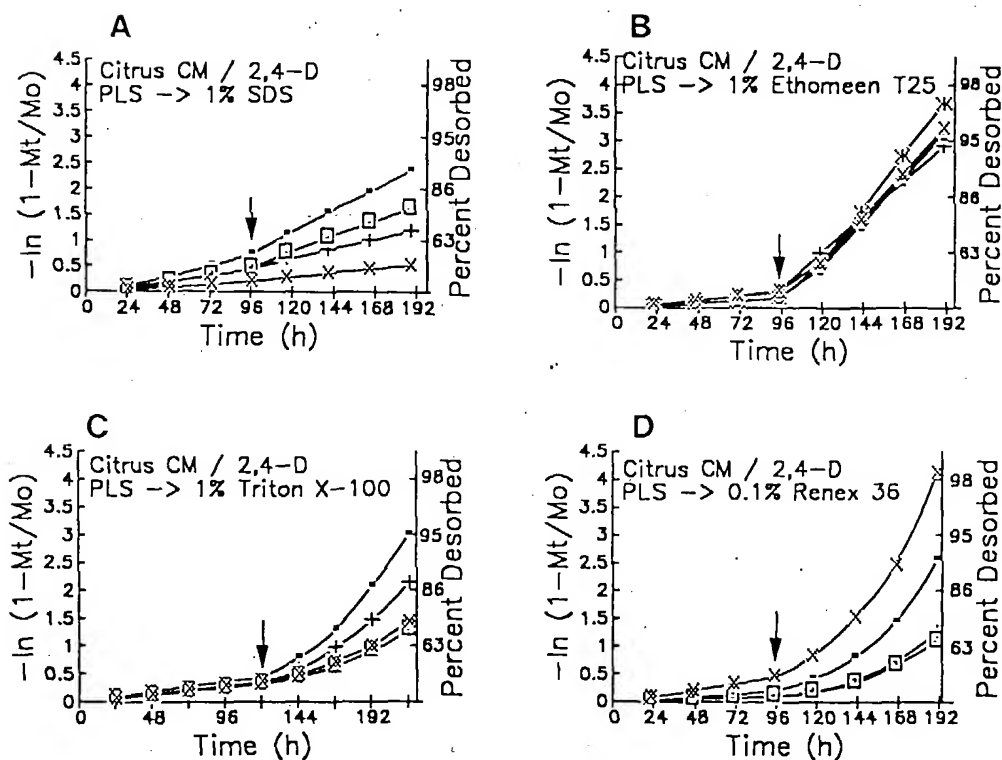 A
Citrus CM / 2,4-D
PLS -> 1% SDS
4.5
4
3.5
3
2.5
2
1.5
1
0.5
0
-ln (1-Mt/Mo)
98
95
86
63
Percent Desorbed
0 24 48 72 96 120 144 168 192
Time (h)
B
Citrus CM / 2,4-D
PLS -> 1% Ethomeen T25
4.5
4
3.5
3
2.5
2
1.5
1
0.5
0
-ln (1-Mt/Mo)
98
95
86
63
Percent Desorbed
0 24 48 72 96 120 144 168 192
Time (h)
C
Citrus CM / 2,4-D
PLS -> 1% Triton X-100
4.5
4
3.5
3
2.5
2
1.5
1
0.5
0
-ln (1-Mt/Mo)
98
95
86
63
Percent Desorbed
0 48 96 144 192
Time (h)
D
Citrus CM / 2,4-D
PLS -> 0.1% Renex 36
4.5
4
3.5
3
2.5
2
1.5
1
0.5
0
-ln (1-Mt/Mo)
98
95
86
63
Percent Desorbed
0 24 48 72 96 120 144 168 192
Time (h)